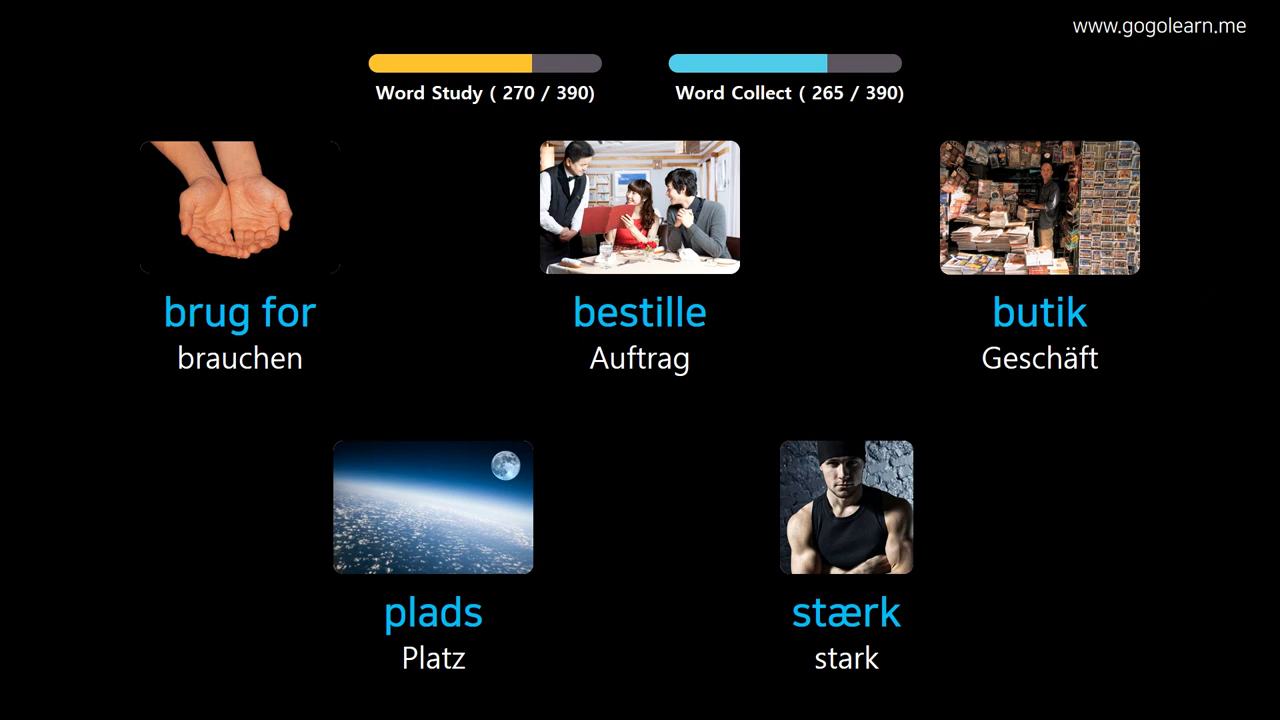 www.gogolearn.me
Word Study ( 270 / 390)
Word Collect ( 265 / 390)
brug for
brauchen
bestille
Auftrag
butik
Geschäft
plads
Platz
stærk
stark